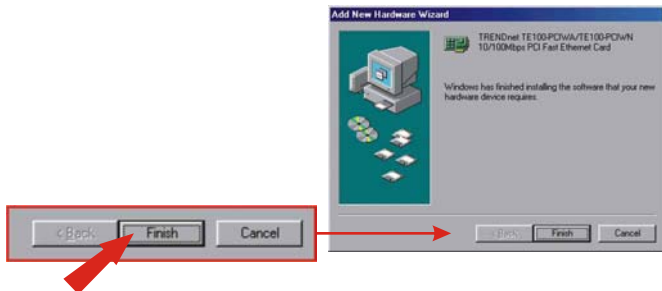 Add New Hardware Wizard
TRENDnet TE100-PCIWA/TE100-PCIWN
10/100Mbps PCI Fast Ethernet Card
Windows has finished installing the software that your new
hardware device requires.
< Back Finish Cancel
< Back Finish Cancel